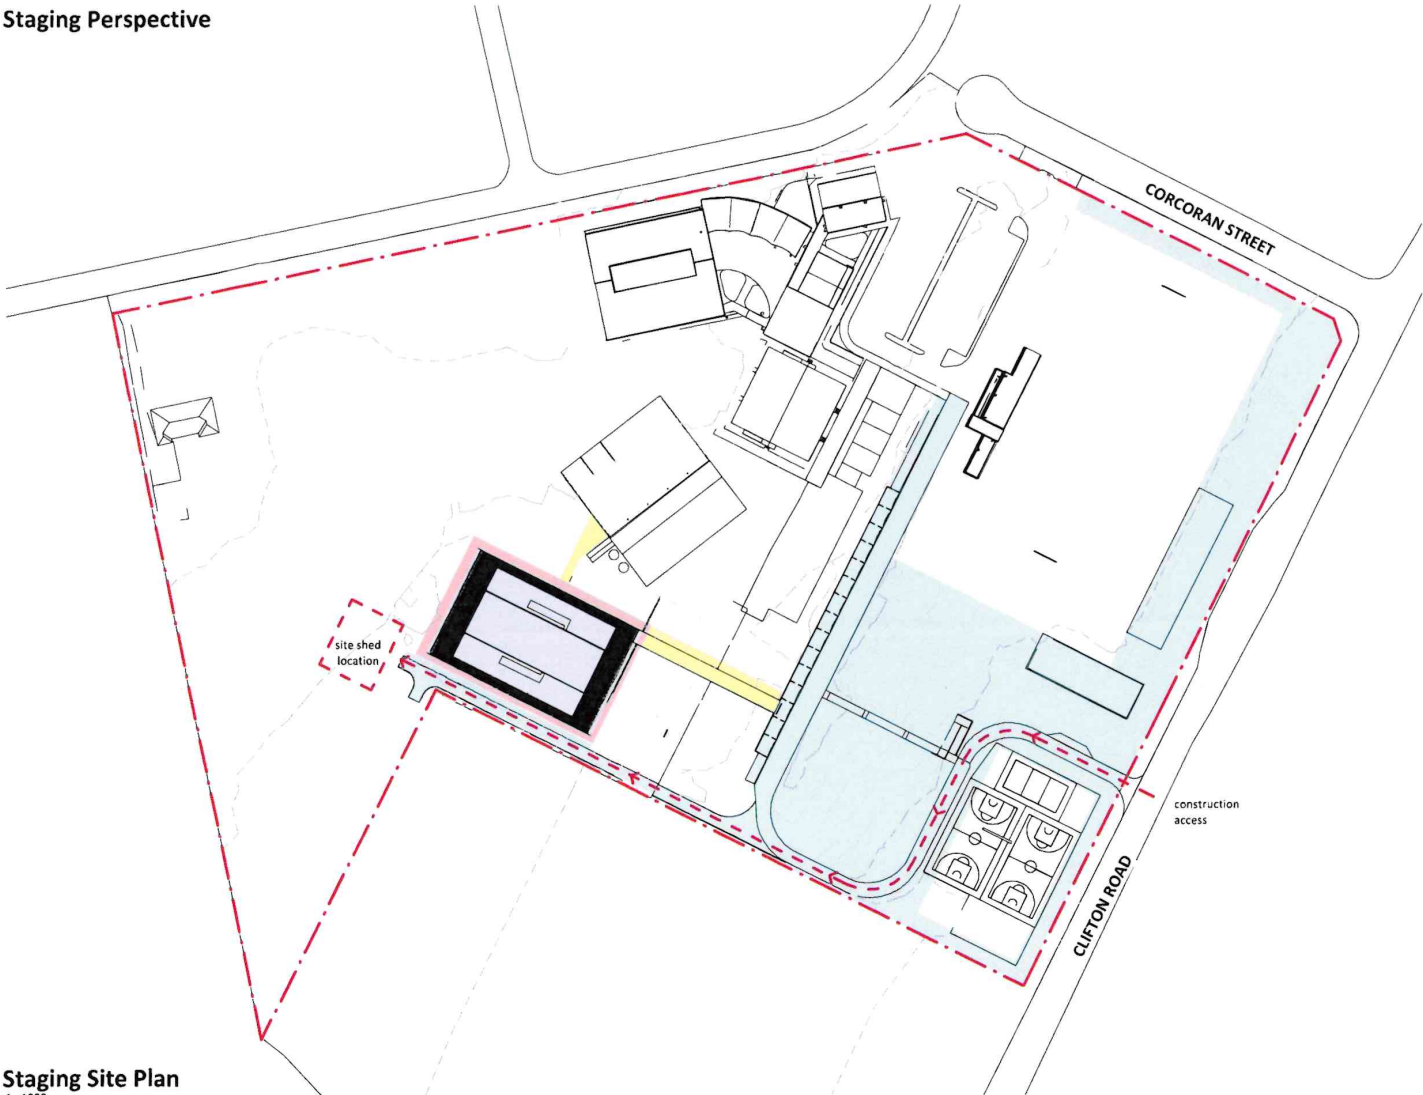 Staging Perspective
CORCORAN STREET
site shed
location
construction
access
CLIFTON ROAD
Staging Site Plan